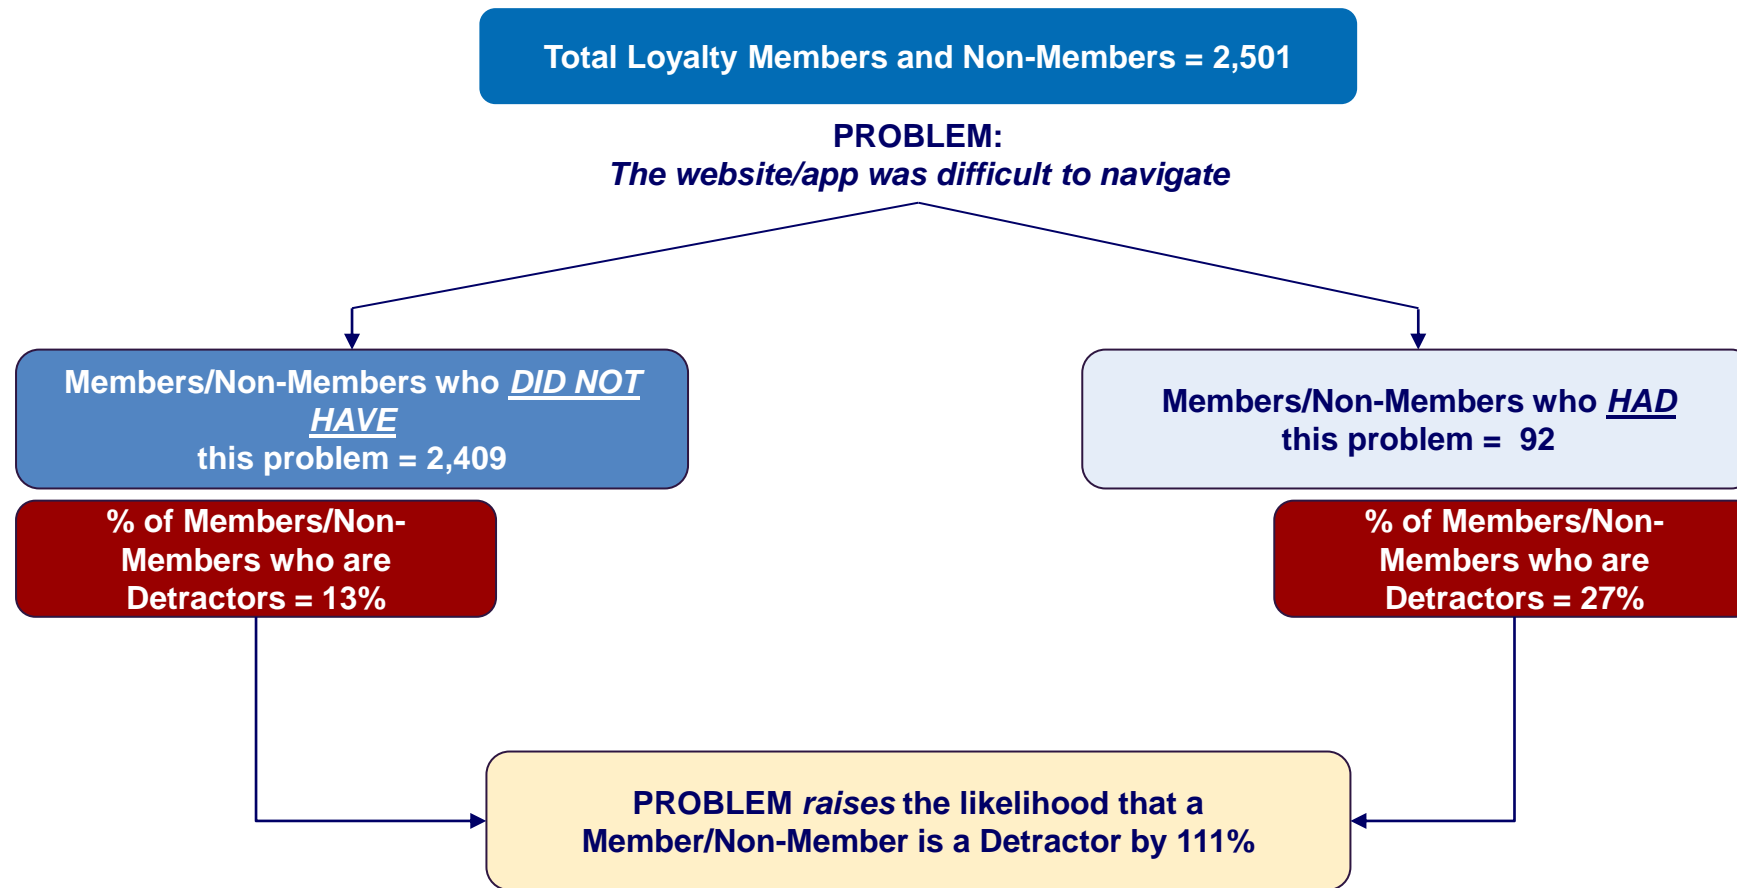 Total Loyalty Members and Non-Members = 2,501
PROBLEM:
The website/app was difficult to navigate
Members/Non-Members who DID NOT
HAVE
this problem = 2,409
Members/Non-Members who HAD
this problem =  92
% of Members/Non-
Members who are
Detractors = 13%
% of Members/Non-
Members who are
Detractors = 27%
PROBLEM raises the likelihood that a
Member/Non-Member is a Detractor by 111%